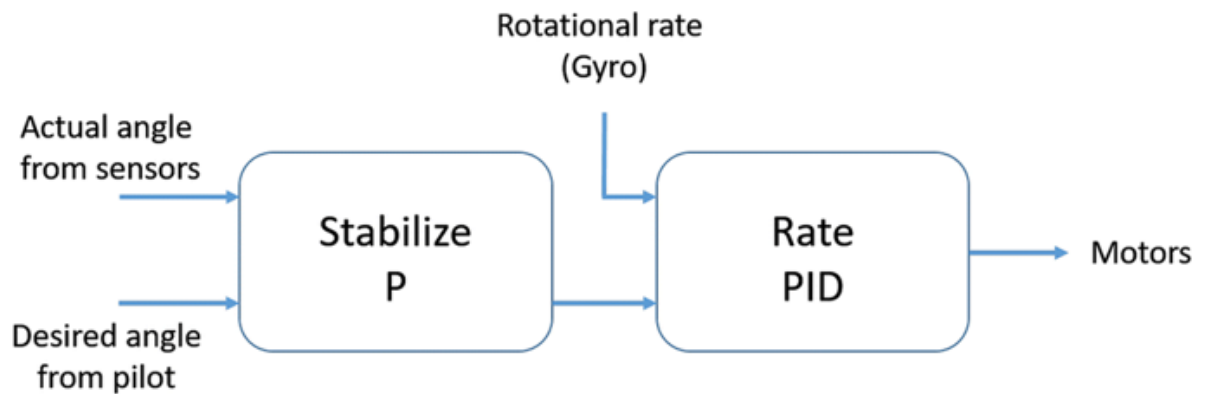 Rotational rate
(Gyro)
Actual angle
from sensors
Stabilize
P
Rate
PID
Motors
Desired angle
from pilot